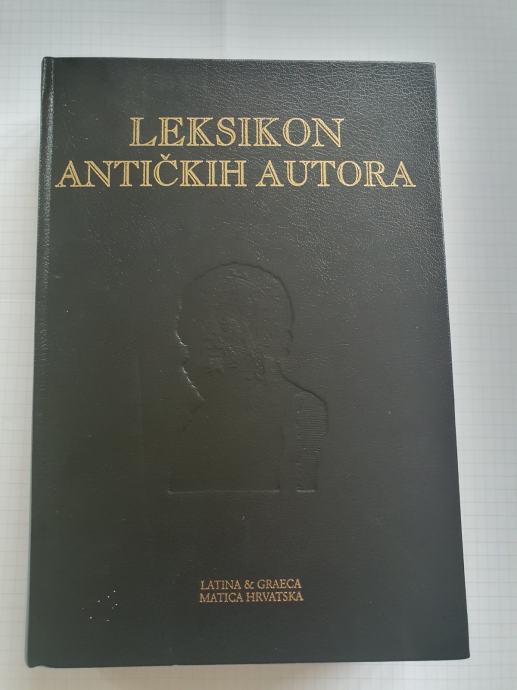 LEKSIKON
ANTIČKIH AUTORA
LATINA & GRAECA
MATICA HRVATSKA